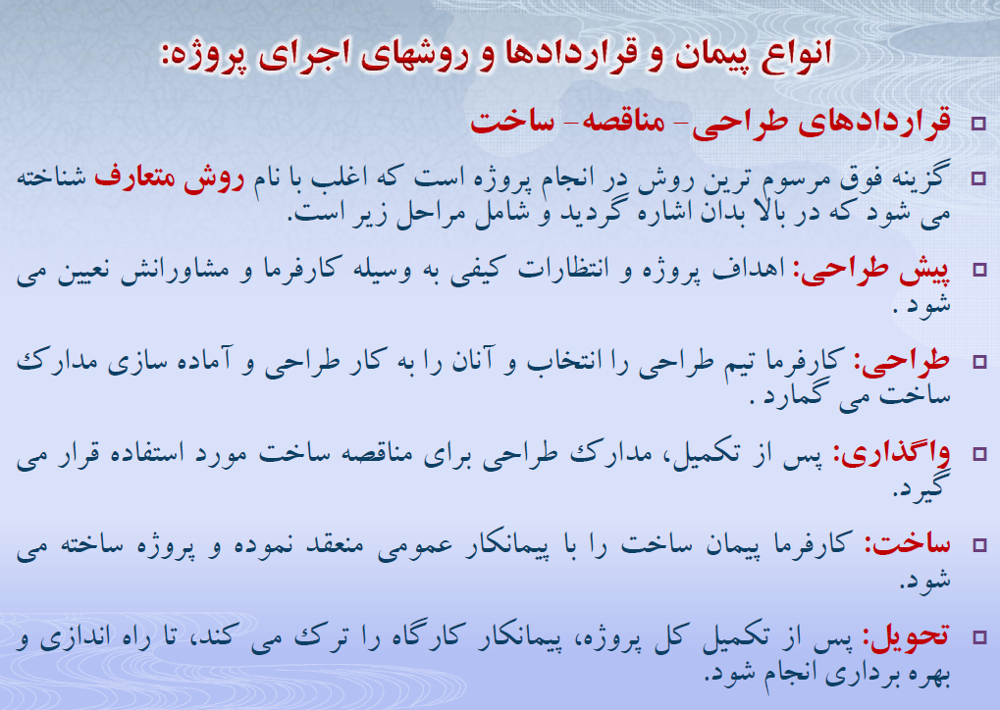 انواع پیمان و قراردادها و روشهای اجرای پروژه:
قراردادهای طراحی- مناقصه- ساخت
گزینه فوق مرسوم ترین روش در انجام پروژه است که اغلب با نام روش متعارف شناخته
می شود که در بالا بدان اشاره گردید و شامل مراحل زیر است.
پیش طراحی: اهداف پروژه و انتظارات کیفی به وسیله کارفرما و مشاورانش نعیین می
شود .
طراحی: کارفرما تیم طراحی را انتخاب و آنان را به کار طراحی و آماده سازی مدارک
ساخت می گمارد .
واگذاری: پس از تکمیل، مدارک طراحی برای مناقصه ساخت مورد استفاده قرار می
گیرد.
ساخت: کارفرما پیمان ساخت را با پیمانکار عمومی منعقد نموده و پروژه ساخته می
شود.
تحویل: پس از تکمیل کل پروژه، پیمانکار کارگاه را ترک می کند، تا راه اندازی و
بهره برداری انجام شود.